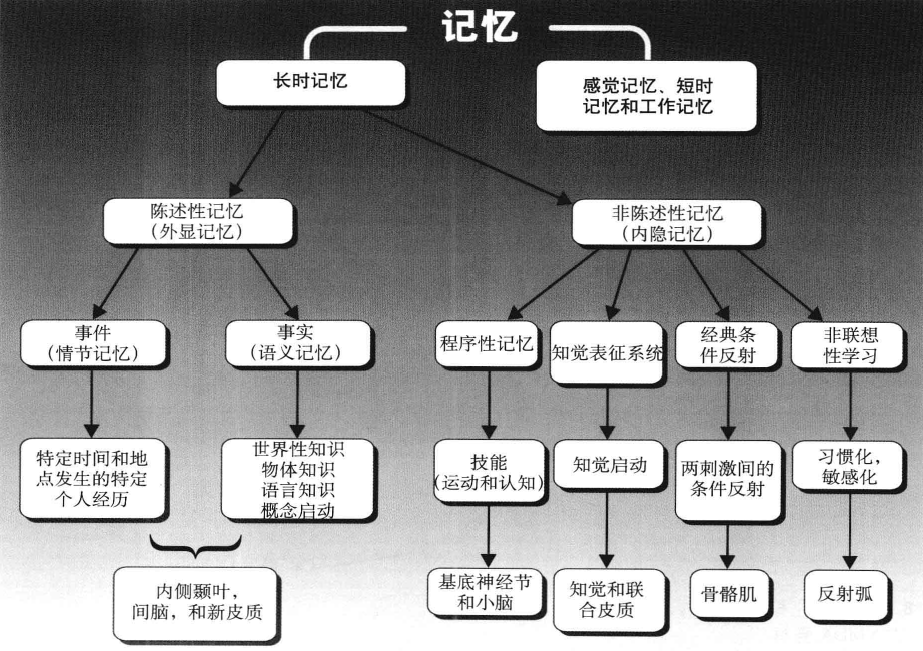 记忆
长时记忆
感觉记忆、短时
记忆和工作记忆
陈述性记忆
（外显记忆）
非陈述性记忆
（内隐记忆）
事件
（情节记忆）
事实
（语义记忆）
程序性记忆
知觉表征系统
经典条
件反射
非联想
性学习
特定时间和地
点发生的特定
个人经历
世界性知识
物体知识
语言知识
概念启动
技能
（运动和认知）
知觉启动
两刺激间的
条件反射
习惯化，
敏感化
内侧颞叶，
间脑，和新皮质
基底神经节
和小脑
知觉和联
合皮质
骨骼肌
反射弧